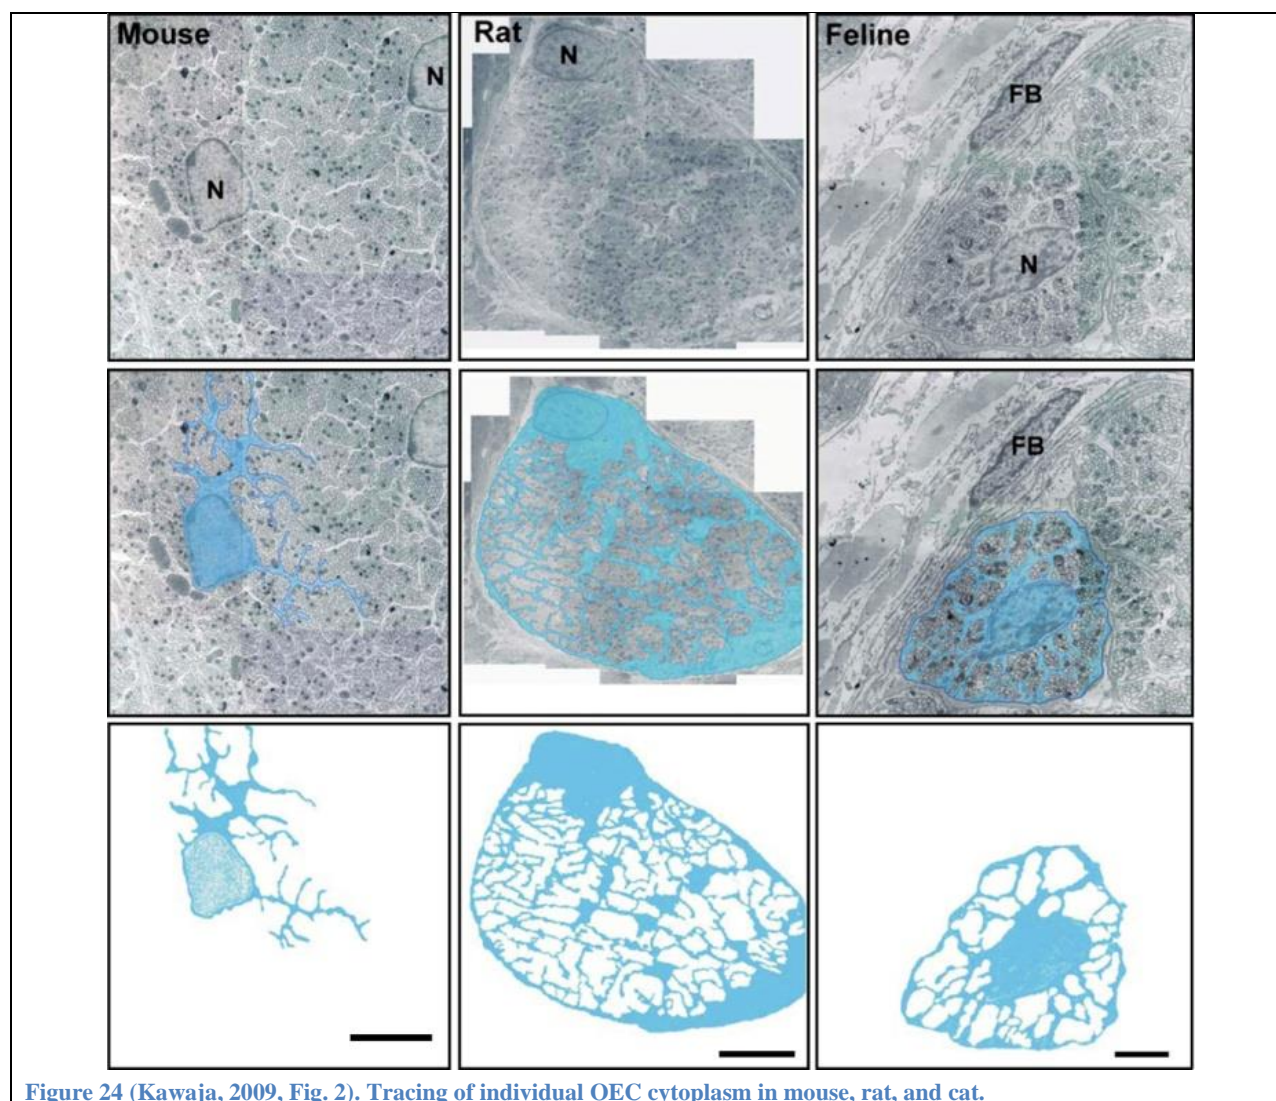 Mouse
N
N
Rat
N
Feline
FB
N
FB
Figure 24 (Kawaja, 2009, Fig. 2). Tracing of individual OEC cytoplasm in mouse, rat, and cat.